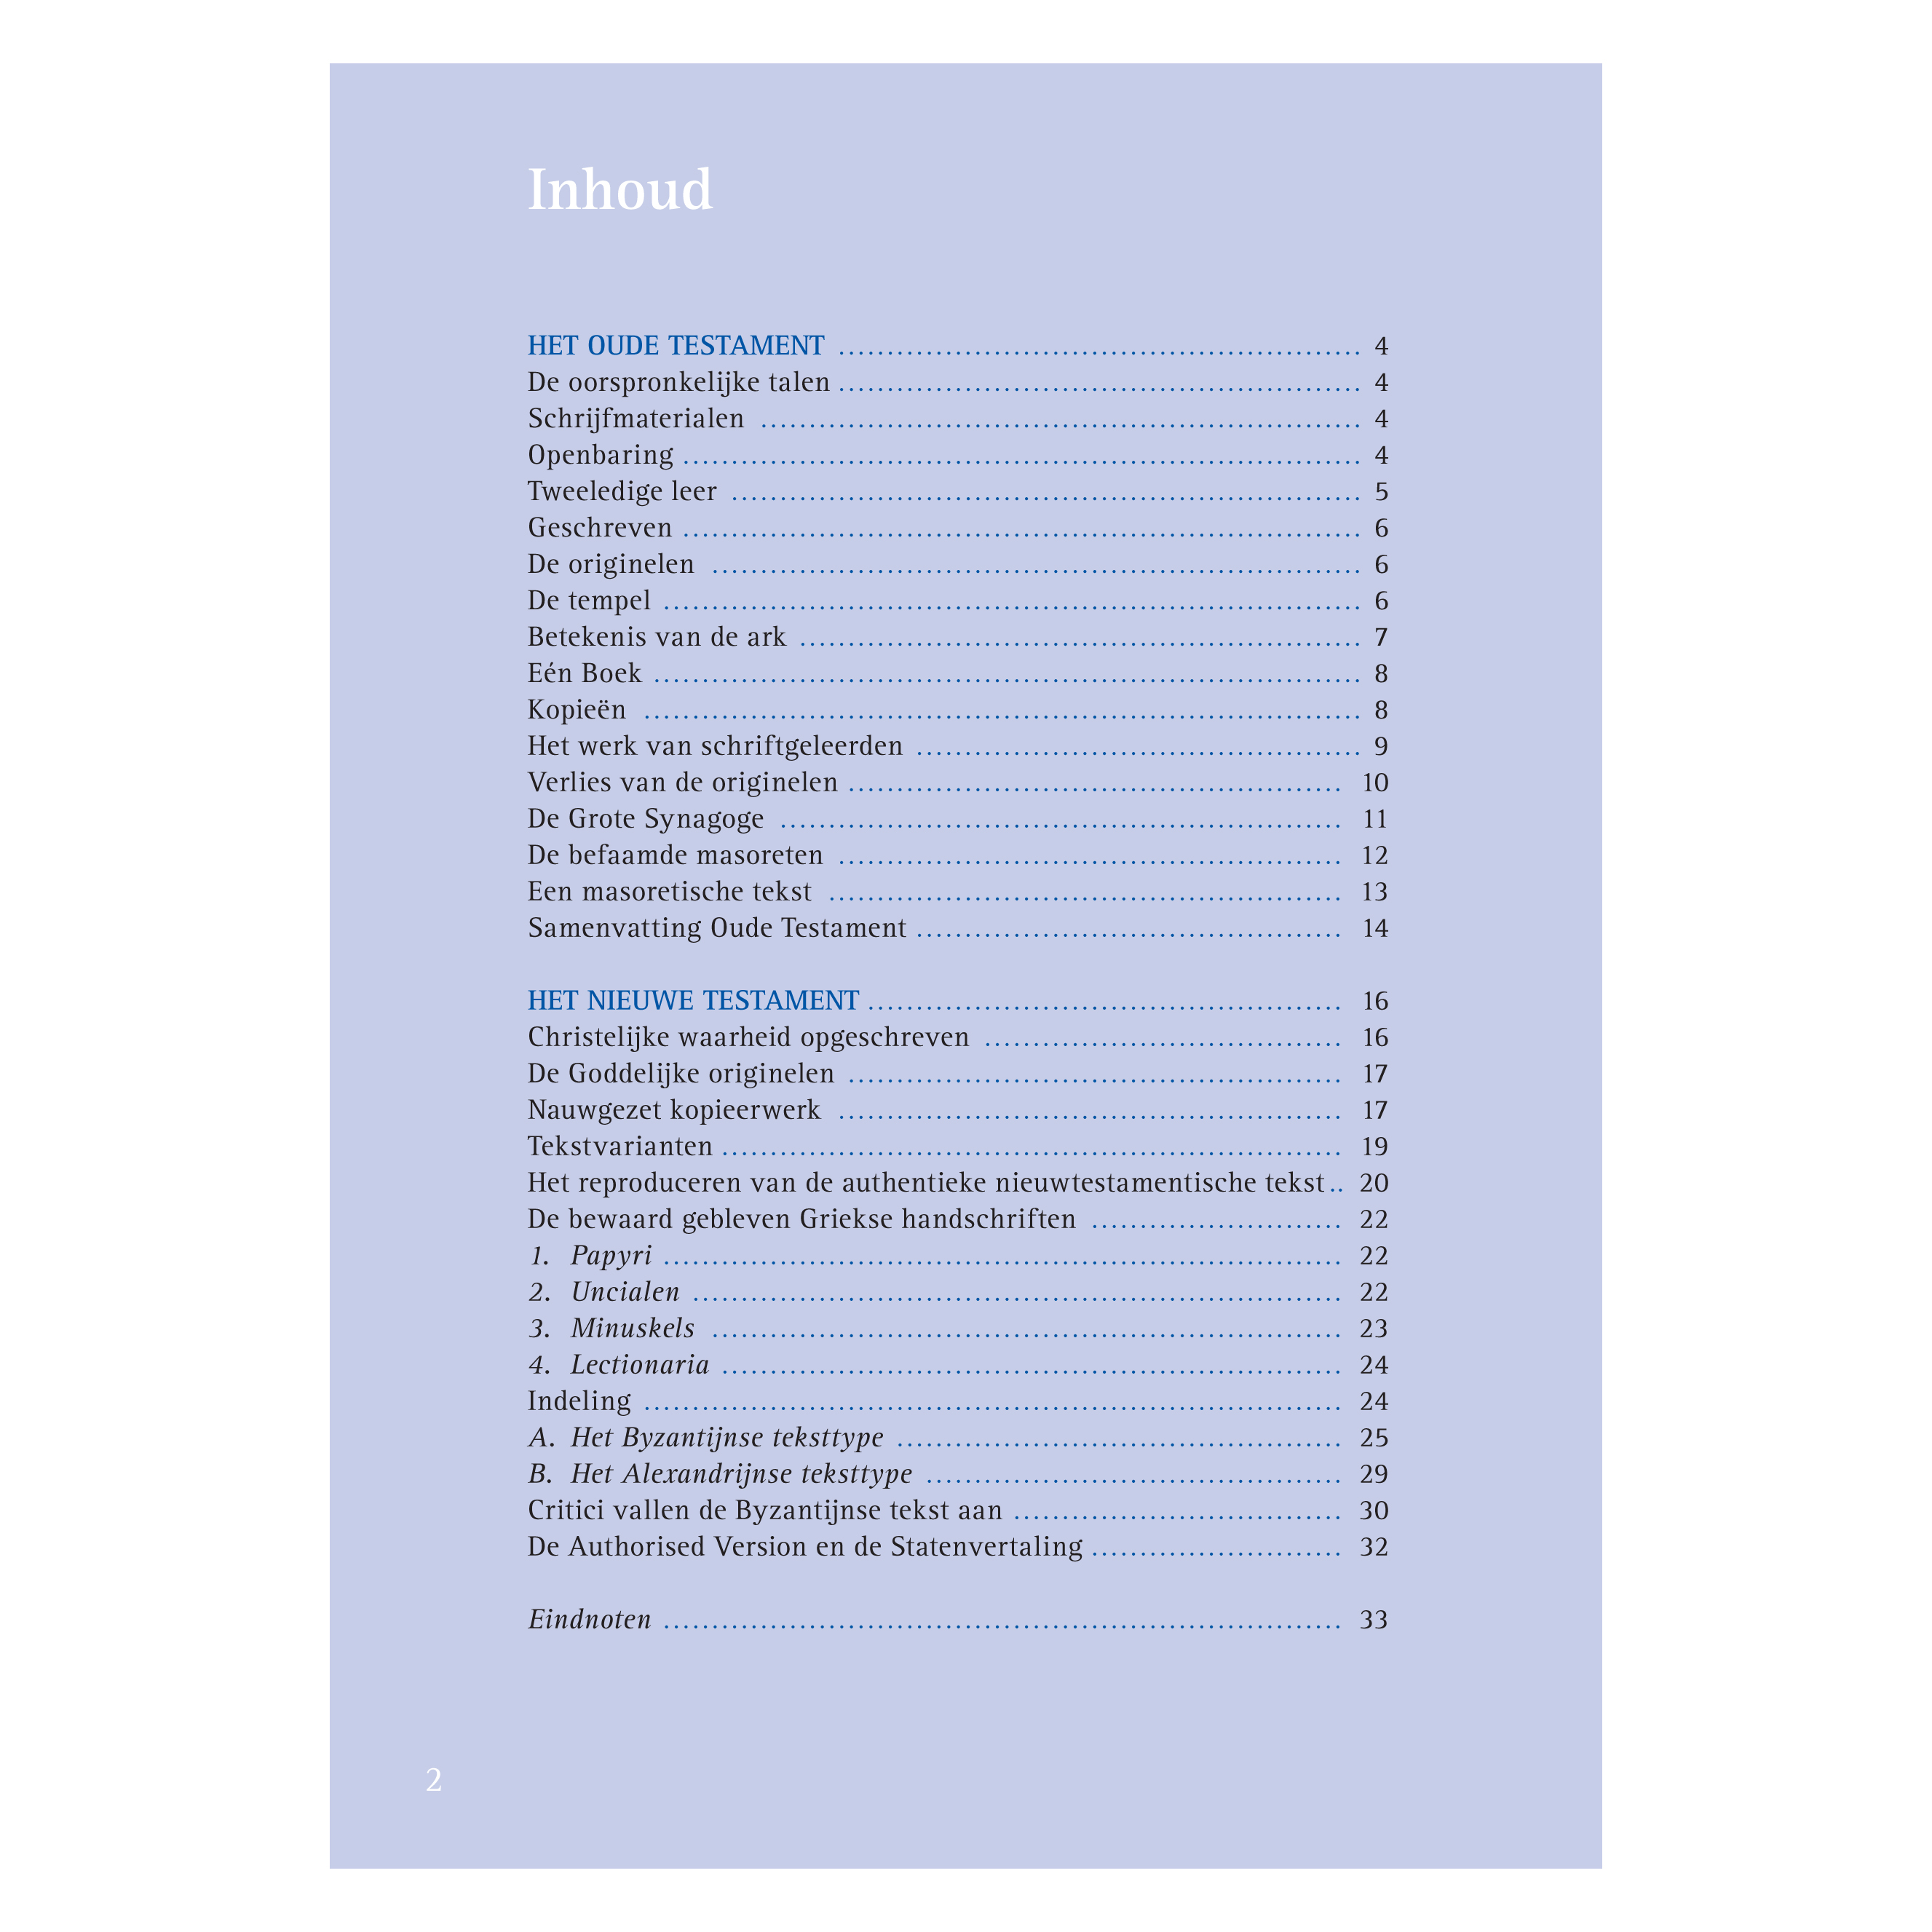 Inhoud
HET OUDE TESTAMENT ........................................................ 4
De oorspronkelijke talen ........................................................ 4
Schrijfmaterialen ........................................................ 4
Openbaring ........................................................ 4
Tweeledige leer ........................................................ 5
Geschreven ........................................................ 6
De originelen ........................................................ 6
De tempel ........................................................ 6
Betekenis van de ark ........................................................ 7
Eén Boek ........................................................ 8
Kopieën ........................................................ 8
Het werk van schriftgeleerden ................................................ 9
Verlies van de originelen ................................................ 10
De Grote Synagoge ................................................ 11
De befaamde masoreten ................................................ 12
Een masoretische tekst ................................................ 13
Samenvatting Oude Testament ............................................ 14
HET NIEUWE TESTAMENT ................................................ 16
Christelijke waarheid opgeschreven ..................................... 16
De Goddelijke originelen ................................................ 17
Nauwgezet kopieerwerk ................................................ 17
Tekstvarianten ........................................................ 19
Het reproduceren van de authentieke nieuwtestamentische tekst .. 20
De bewaard gebleven Griekse handschriften .......................... 22
1. Papyri ........................................................ 22
2. Uncialen ........................................................ 22
3. Minuskels ........................................................ 23
4. Lectionaria ........................................................ 24
Indeling ........................................................ 24
A. Het Byzantijnse teksttype ............................................ 25
B. Het Alexandrijnse teksttype ........................................... 29
Critici vallen de Byzantijnse tekst aan .................................. 30
De Authorised Version en de Statenvertaling .......................... 32
Eindnoten ........................................................ 33
2